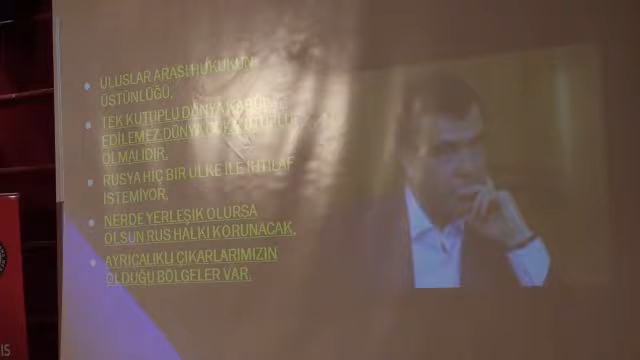 ULUSLAR ARASI HUKUKUN
ÜSTÜNLÜĞÜ,
TEK KUTUPLU DÜNYA KABUL
EDİLEMEZ.DÜNYA
OLMALIDIR.
RUSYA HİÇ BİR ÜLKE İLE İHTİLAF
İSTEMİYOR,
NERDE YERLEŞİK OLURSA
OLSUN RUS HALKI KORUNACAK,
AYRICALIKLI ÇIKARLARIMIZIN
OLDUĞU BÖLGELER VAR.
IS